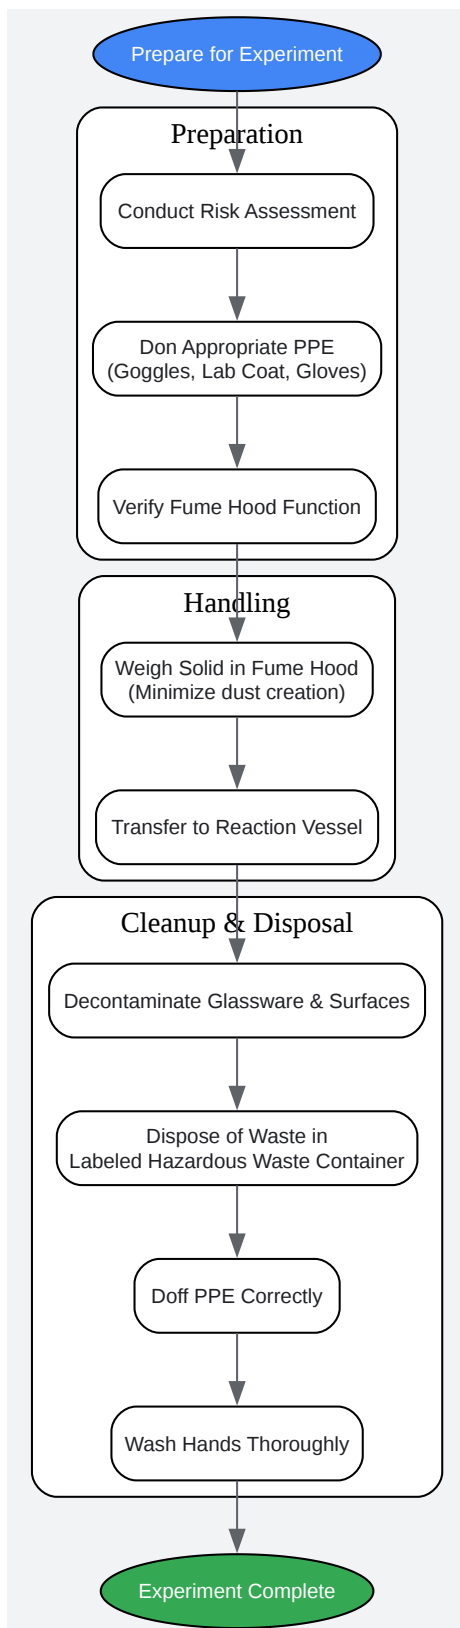 Prepare for Experiment
Preparation
Conduct Risk Assessment
Don Appropriate PPE
(Goggles, Lab Coat, Gloves)
Verify Fume Hood Function
Handling
Weigh Solid in Fume Hood
(Minimize dust creation)
Transfer to Reaction Vessel
Cleanup & Disposal
Decontaminate Glassware & Surfaces
Dispose of Waste in
Labeled Hazardous Waste Container
Doff PPE Correctly
Wash Hands Thoroughly
Experiment Complete